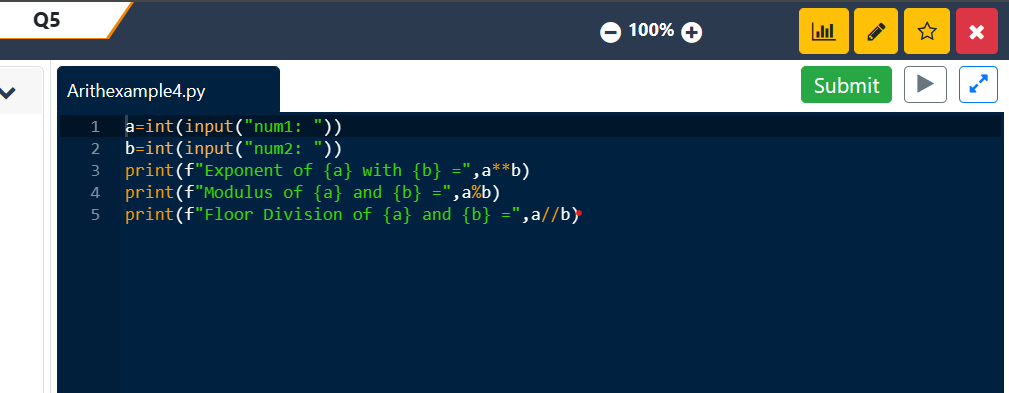 Q5
100%
Submit
Arithexample4.py
1 a=int(input("num1: "))
2 b=int(input("num2: "))
3 print(f"Exponent of {a} with {b} =",a**b)
4 print(f"Modulus of {a} and {b} =",a%b)
5 print(f"Floor Division of {a} and {b} =",a//b)